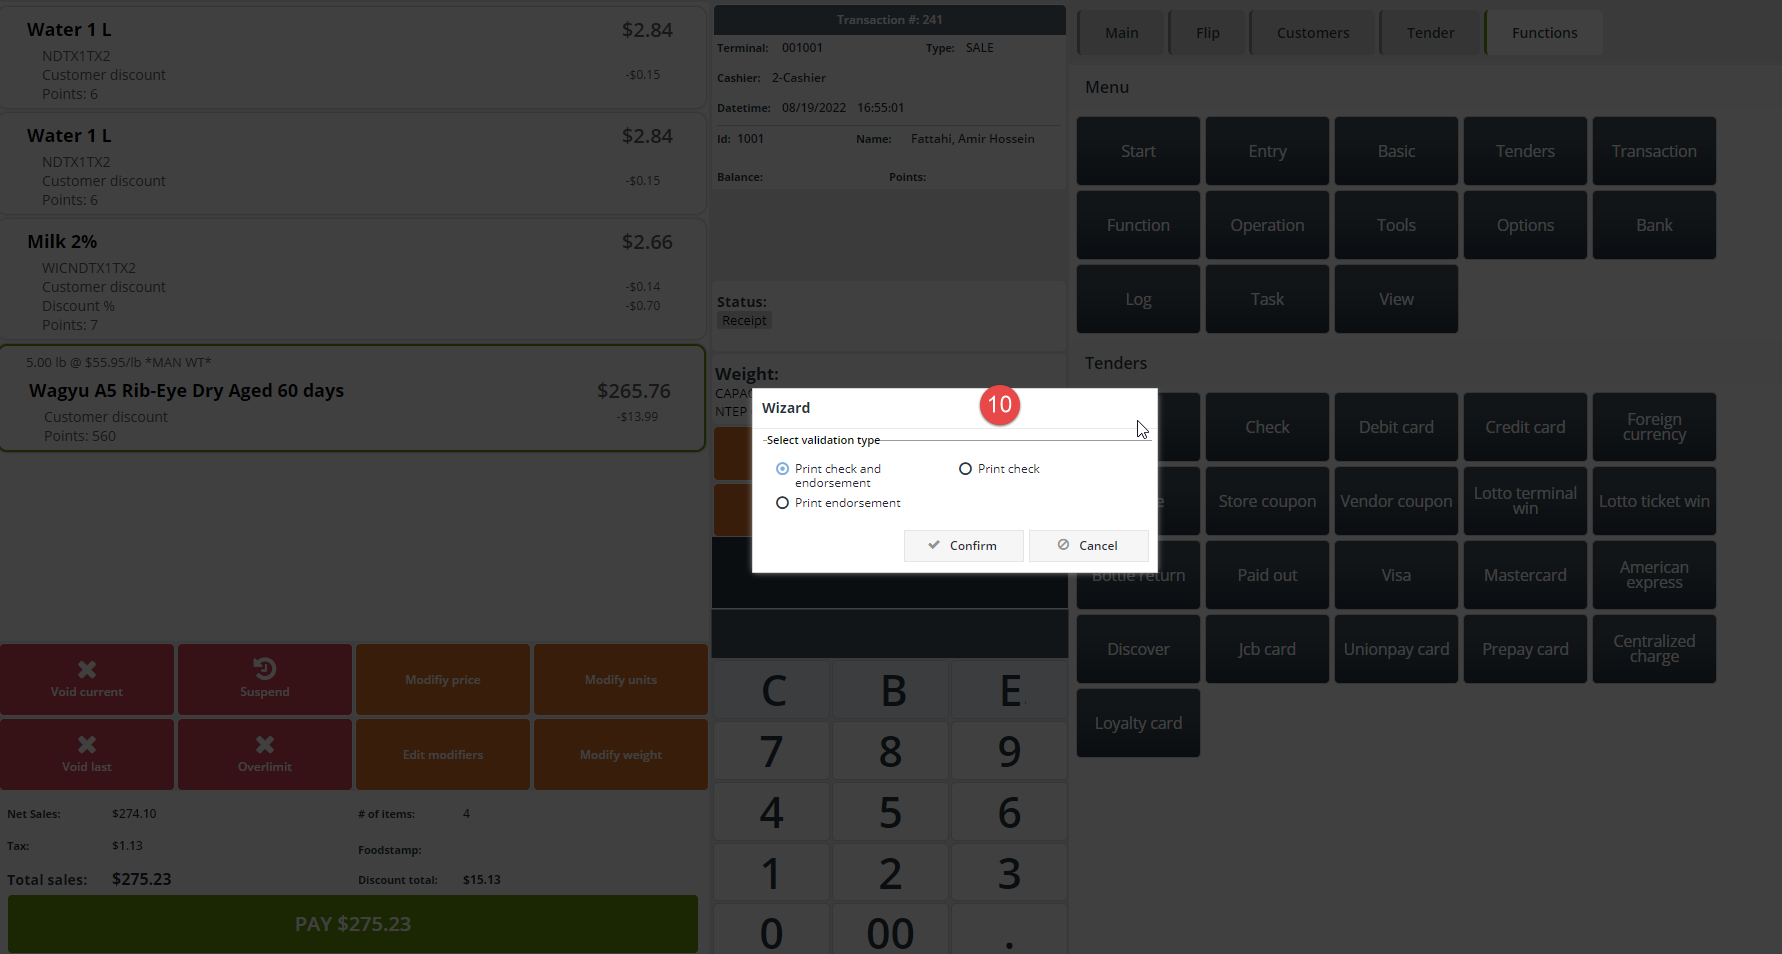 Water 1 L $2.84
NDTX1TX2
Customer discount -$0.15
Points: 6
Water 1 L $2.84
NDTX1TX2
Customer discount -$0.15
Points: 6
Milk 2% $2.66
WICNDTX1TX2
Customer discount -$0.14
Discount % -$0.70
Points: 7
5.00 lb @ $55.95/lb *MAN WT*
Wagyu A5 Rib-Eye Dry Aged 60 days $265.76
Customer discount -$13.99
Points: 560
Void current
Suspend
Modifiy price
Modify units
Void last
Overlimit
Edit modifiers
Modify weight
Net Sales: $274.10 # of items: 4
Tax: $1.13 Foodstamp:
Total sales: $275.23 Discount total: $15.13
PAY $275.23
Transaction #: 241
Terminal: 001001 Type: SALE
Cashier: 2-Cashier
Datetime: 08/19/2022 16:55:01
Id: 1001 Name: Fattahi, Amir Hossein
Balance: Points:
Status:
Receipt
Weight:
NTEP
Wizard
10
Select validation type
Print check and
endorsement
Print check
Print endorsement
Confirm
Cancel
C B E
7 8 9
4 5 6
1 2 3
0 00 .
Main Flip Customers Tender Functions
Menu
Start Entry Basic Tenders Transaction
Function Operation Tools Options Bank
Log Task View
Tenders
Check Debit card Credit card Foreign
currency
Store coupon Vendor coupon Lotto terminal
win Lotto ticket win
Bottle return Paid out Visa Mastercard American
express
Discover Jcb card Unionpay card Prepay card Centralized
charge
Loyalty card